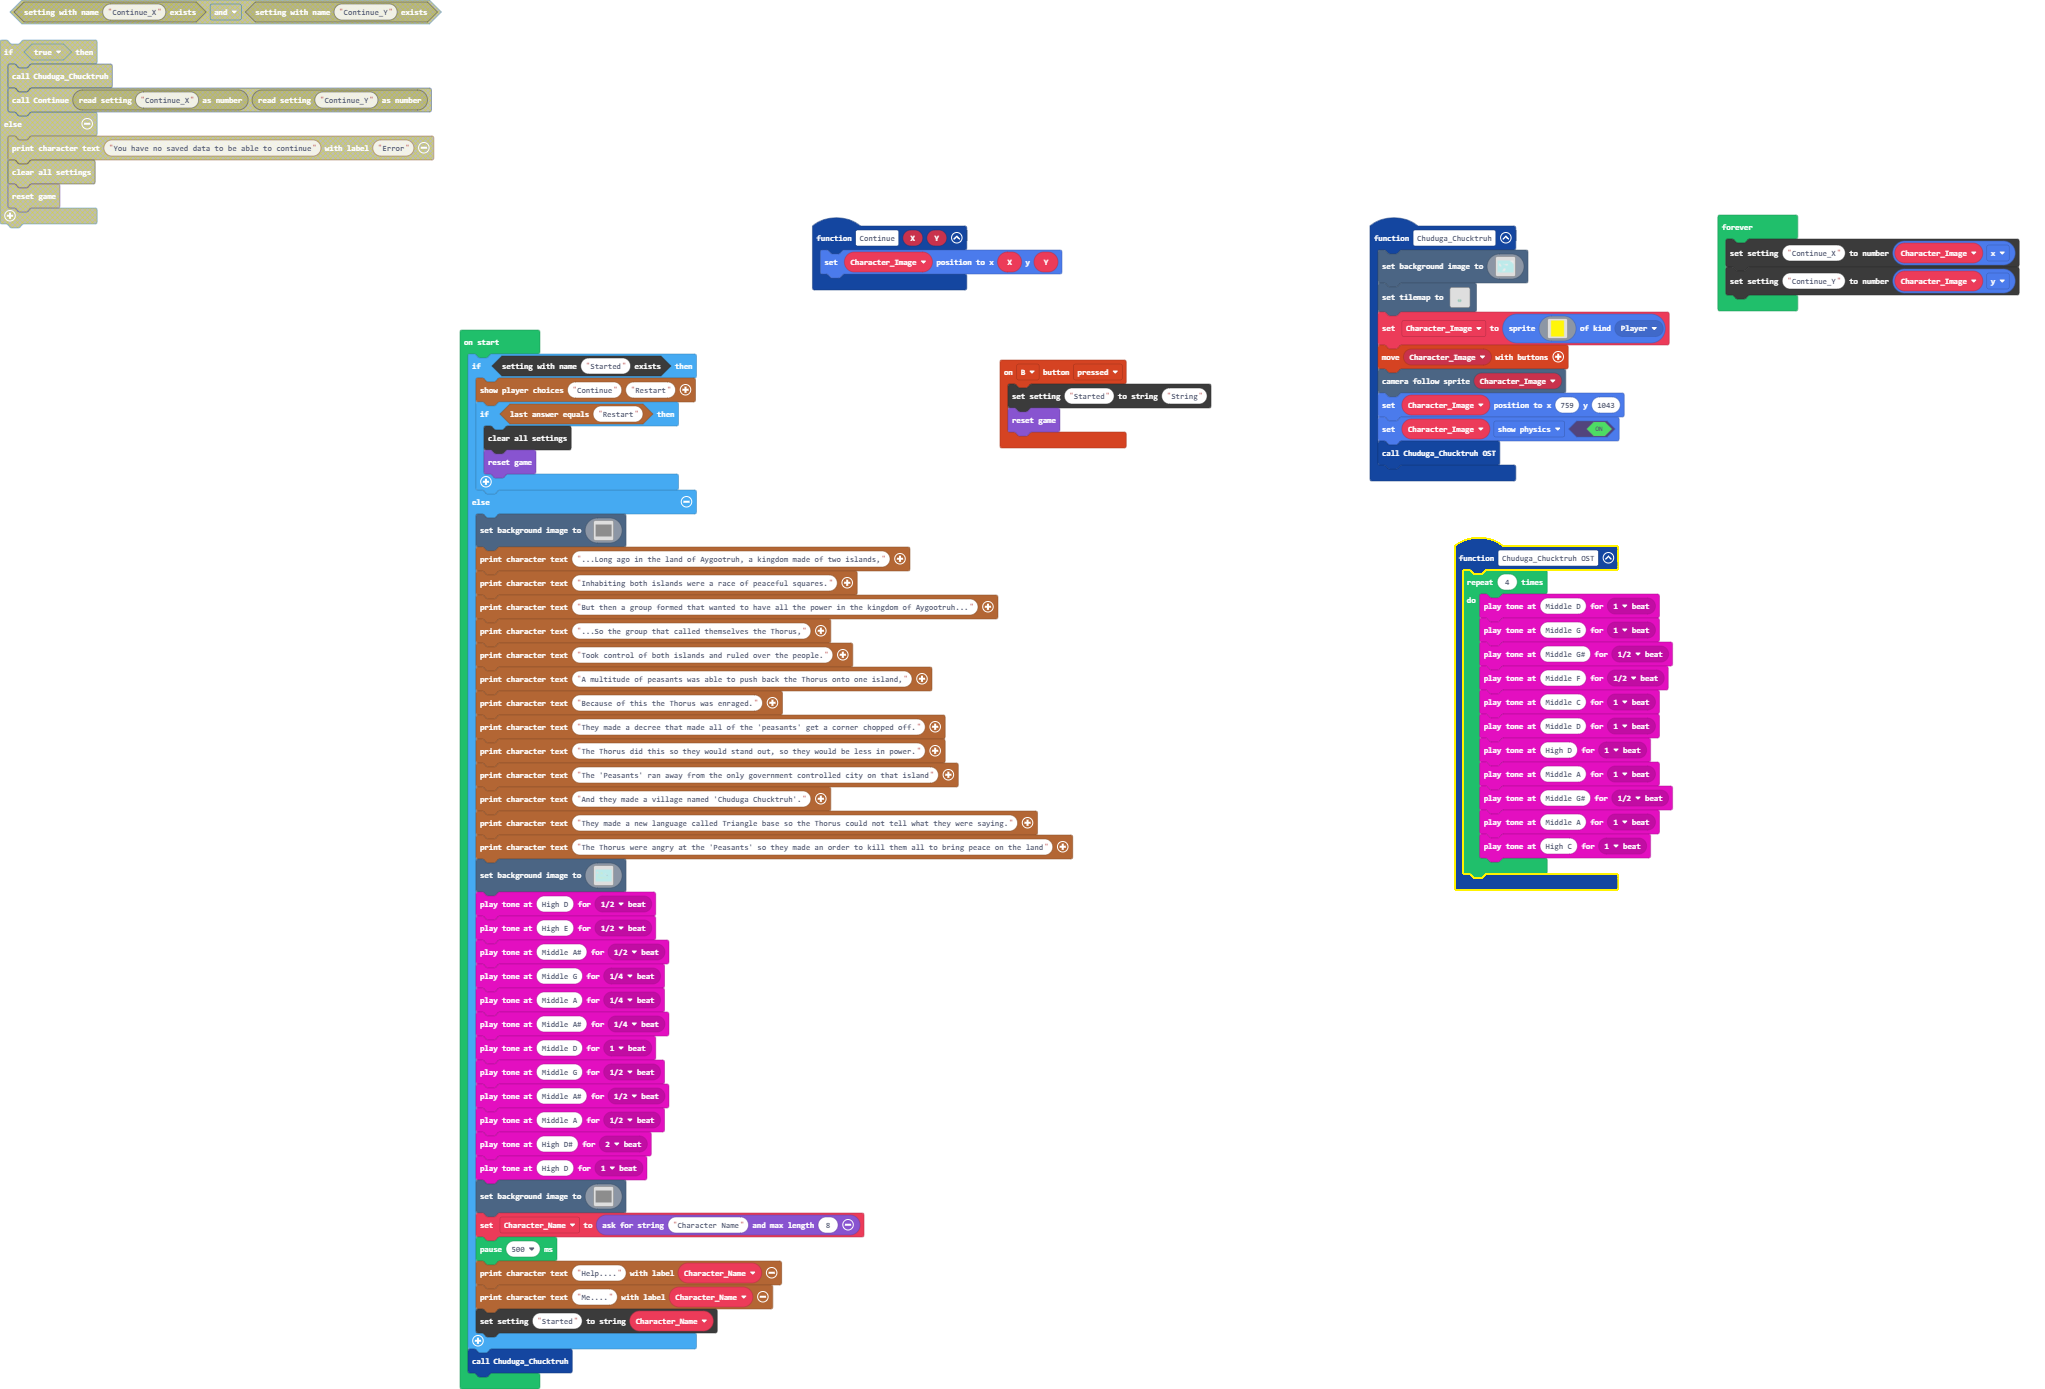 setting with name "Continue_X" exists and setting with name "Continue_Y" exists
if true then
call Chuduga_Chucktruh
call Continue read setting "Continue_X" as number read setting "Continue_Y" as number
else
print character text "You have no saved data to be able to continue" with label "Error"
clear all settings
reset game
function Continue X Y
set Character_Image position to x X y Y
on start
if setting with name "Started" exists then
show player choices "Continue" "Restart"
if last answer equals "Restart" then
clear all settings
reset game
else
set background image to
print character text "...Long ago in the land of Aygootruh, a kingdom made of two islands,"
print character text "Inhabiting both islands were a race of peaceful squares."
print character text "But then a group formed that wanted to have all the power in the kingdom of Aygootruh..."
print character text "...So the group that called themselves the Thorus,"
print character text "Took control of both islands and ruled over the people."
print character text "A multitude of peasants was able to push back the Thorus onto one island,"
print character text "Because of this the Thorus was enraged."
print character text "They made a decree that made all of the 'peasants' get a corner chopped off."
print character text "The Thorus did this so they would stand out, so they would be less in power."
print character text "The 'Peasants' ran away from the only government controlled city on that island"
print character text "And they made a village named 'Chuduga Chucktruh'."
print character text "They made a new language called Triangle base so the Thorus could not tell what they were saying."
print character text "The Thorus were angry at the 'Peasants' so they made an order to kill them all to bring peace on the land"
set background image to
play tone at High D for 1/2 beat
play tone at High E for 1/2 beat
play tone at Middle A# for 1/2 beat
play tone at Middle G for 1/4 beat
play tone at Middle A for 1/4 beat
play tone at Middle A# for 1/4 beat
play tone at Middle D for 1 beat
play tone at Middle G for 1/2 beat
play tone at Middle A# for 1/2 beat
play tone at Middle A for 1/2 beat
play tone at High D# for 2 beat
play tone at High D for 1 beat
set background image to
set Character_Name to ask for string "Character Name" and max length 8
pause 500 ms
print character text "Help...." with label Character_Name
print character text "Me...." with label Character_Name
set setting "Started" to string Character_Name
call Chuduga_Chucktruh
on B button pressed
set setting "Started" to string "String"
reset game
function Chuduga_Chucktruh
set background image to
set tilemap to
set Character_Image to sprite of kind Player
move Character_Image with buttons
camera follow sprite Character_Image
set Character_Image position to x 759 y 1043
set Character_Image show physics ON
call Chuduga_Chucktruh OST
forever
set setting "Continue_X" to number Character_Image x
set setting "Continue_Y" to number Character_Image y
function Chuduga_Chucktruh OST
repeat 4 times
do
play tone at Middle D for 1 beat
play tone at Middle G for 1 beat
play tone at Middle G# for 1/2 beat
play tone at Middle F for 1/2 beat
play tone at Middle C for 1 beat
play tone at Middle D for 1 beat
play tone at High D for 1 beat
play tone at Middle A for 1 beat
play tone at Middle G# for 1/2 beat
play tone at Middle A for 1 beat
play tone at High C for 1 beat